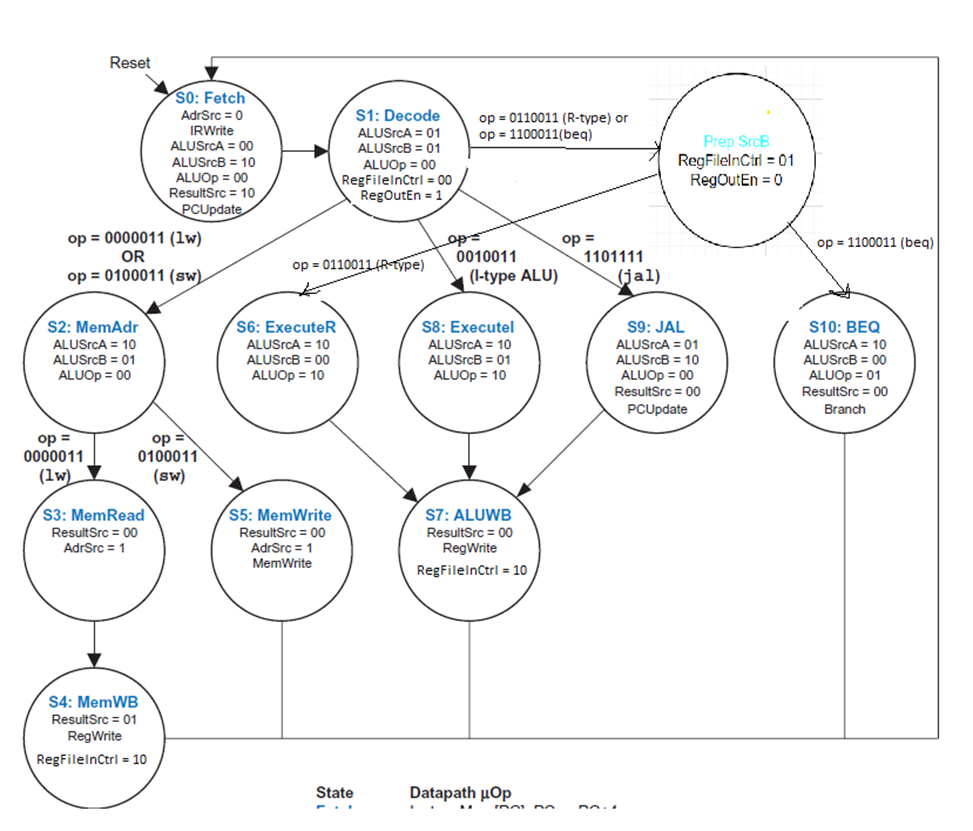 Reset
S0: Fetch
AdrSrc = 0
IRWrite
ALUSrcA = 00
ALUSrcB = 10
ALUOp = 00
ResultSrc = 10
PCUpdate
S1: Decode
ALUSrcA = 01
ALUSrcB = 01
ALUOp = 00
RegFileInCtrl = 00
RegOutEn = 1
op = 0110011 (R-type) or
op = 1100011(beq)
Prep SrcB
RegFileInCtrl = 01
RegOutEn = 0
op = 0000011 (lw)
OR
op = 0100011 (sw)
op = 0110011 (R-type)
op =
0010011
(I-type ALU)
op =
1101111
(jal)
op = 1100011 (beq)
S2: MemAdr
ALUSrcA = 10
ALUSrcB = 01
ALUOp = 00
S6: ExecuteR
ALUSrcA = 10
ALUSrcB = 00
ALUOp = 10
S8: ExecuteI
ALUSrcA = 10
ALUSrcB = 01
ALUOp = 10
S9: JAL
ALUSrcA = 01
ALUSrcB = 10
ALUOp = 00
ResultSrc = 00
PCUpdate
S10: BEQ
ALUSrcA = 10
ALUSrcB = 00
ALUOp = 01
ResultSrc = 00
Branch
op =
0000011
(lw)
op =
0100011
(sw)
S3: MemRead
ResultSrc = 00
AdrSrc = 1
S5: MemWrite
ResultSrc = 00
AdrSrc = 1
MemWrite
S7: ALUWB
ResultSrc = 00
RegWrite
RegFileInCtrl = 10
S4: MemWB
ResultSrc = 01
RegWrite
RegFileInCtrl = 10
State Datapath µOp